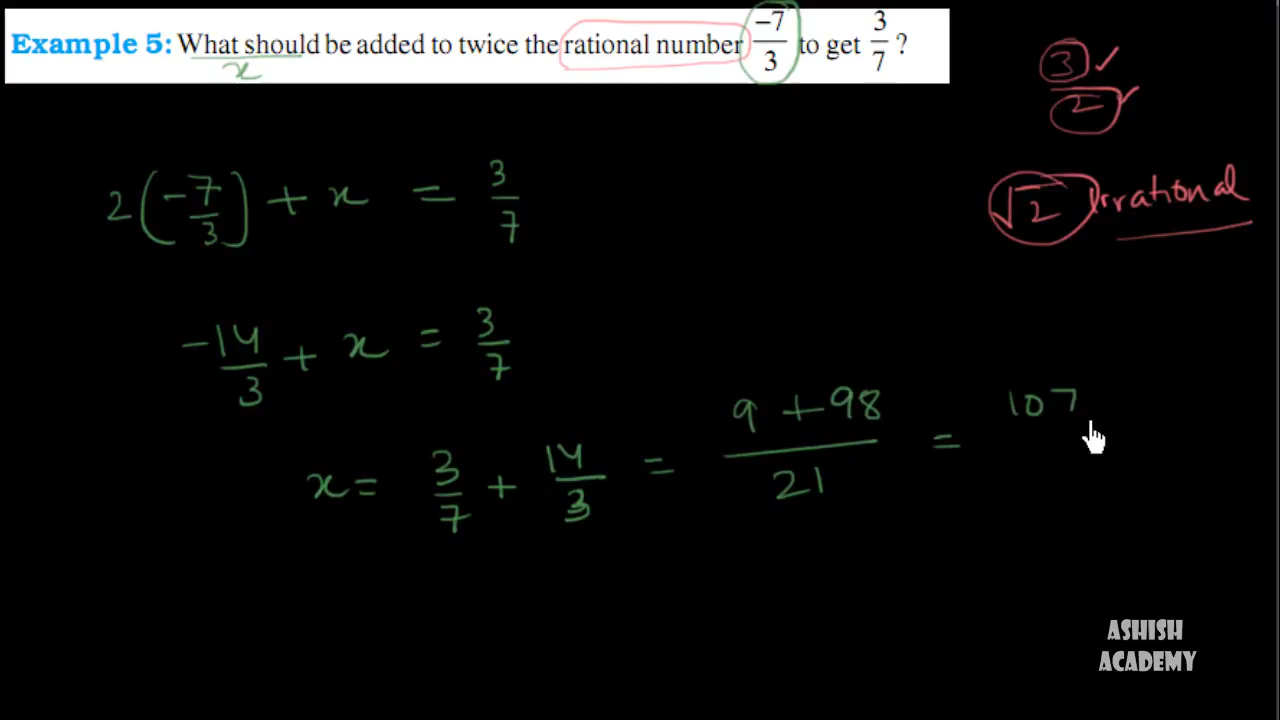 Example 5: What should be added to twice the rational number -7/3 to get 3/7 ?
x
3/2
√2 Irrational
2(-7/3) + x = 3/7
-14/3 + x = 3/7
x = 3/7 + 14/3 = 9 + 98/21 = 107
ASHISH
ACADEMY